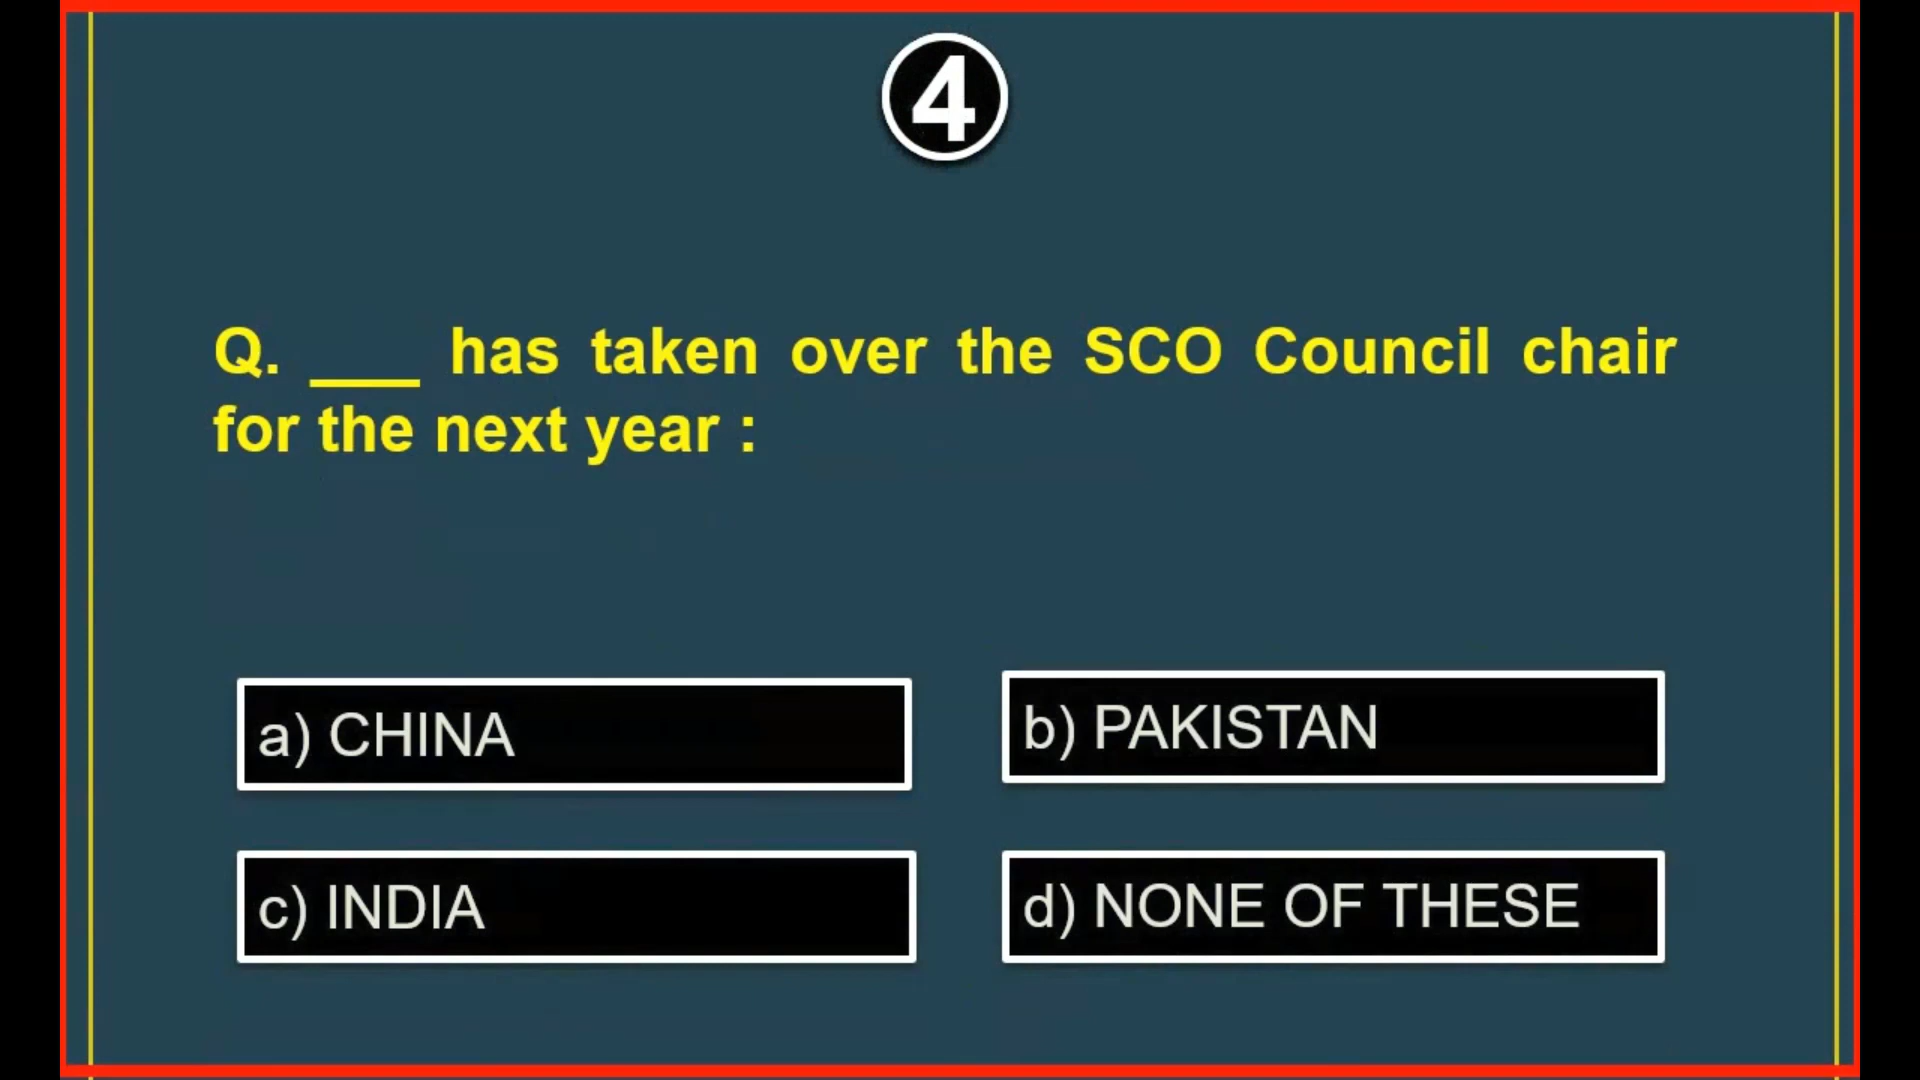 4
Q. ___ has taken over the SCO Council chair
for the next year :
a) CHINA
b) PAKISTAN
c) INDIA
d) NONE OF THESE